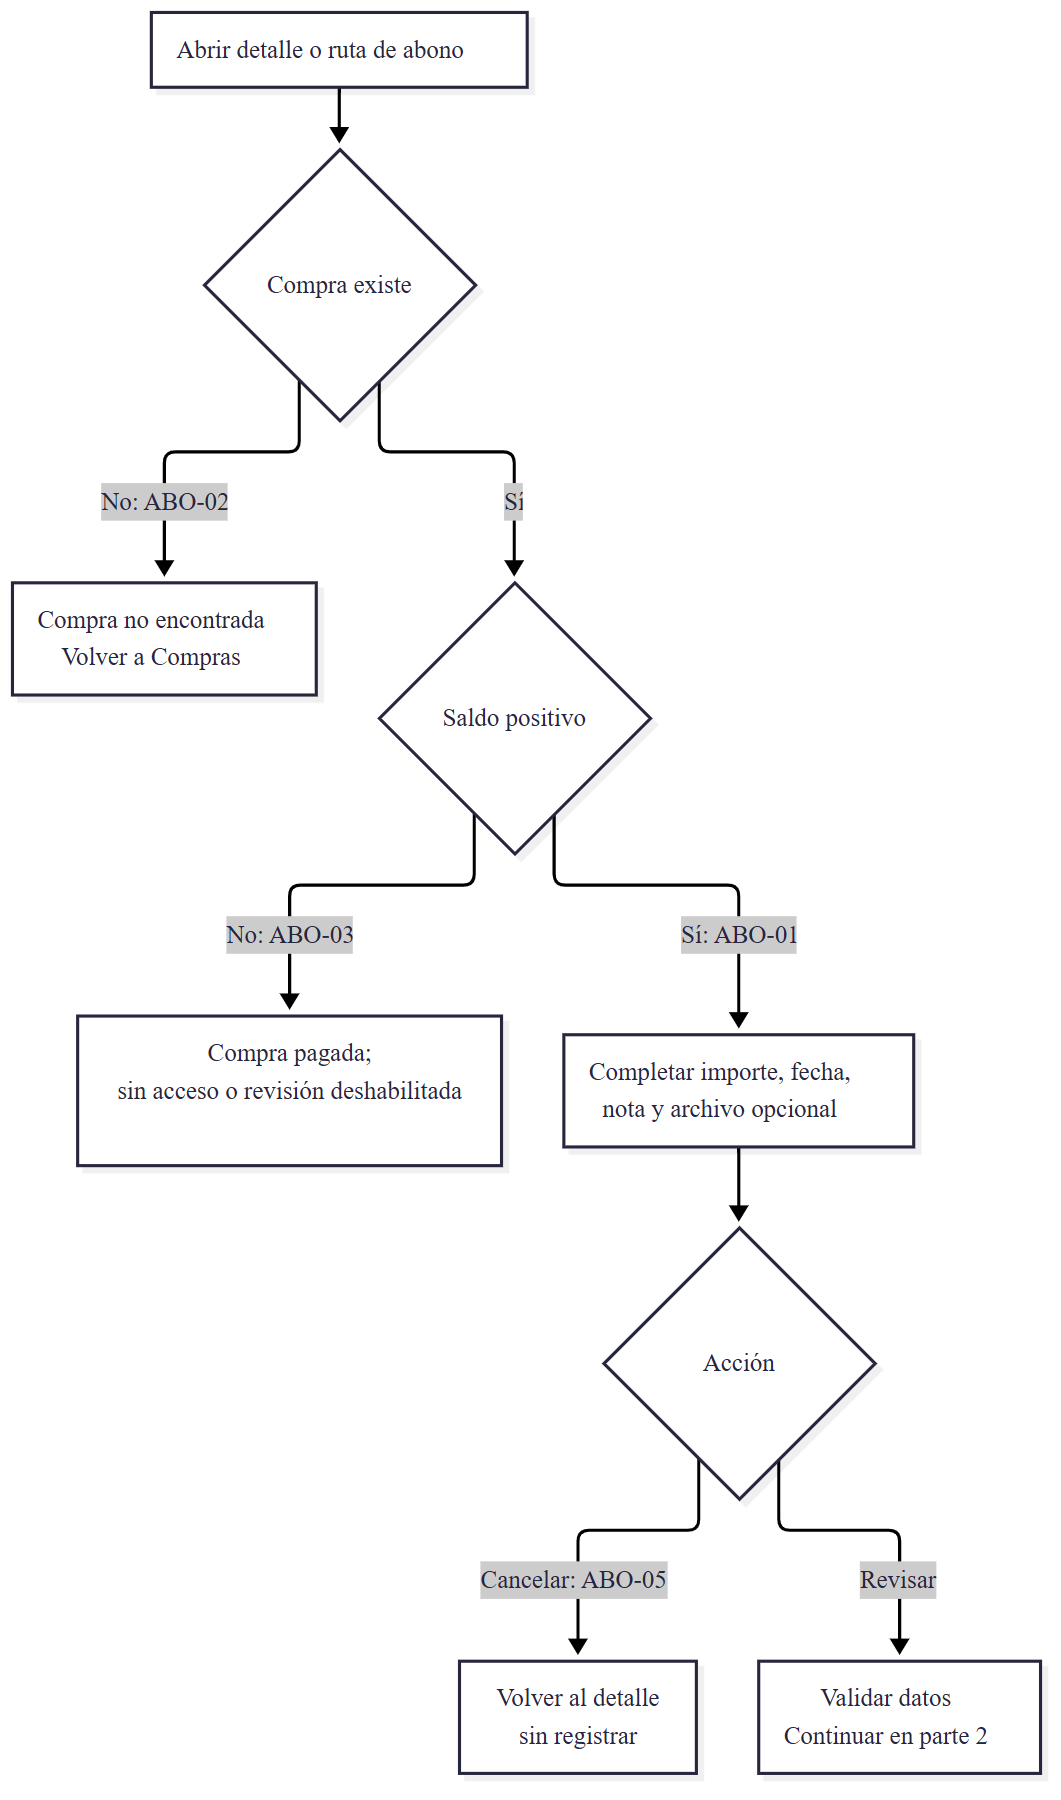 Abrir detalle o ruta de abono
Compra existe
No: ABO-02
Sí
Compra no encontrada
Volver a Compras
Saldo positivo
No: ABO-03
Sí: ABO-01
Compra pagada;
sin acceso o revisión deshabilitada
Completar importe, fecha,
nota y archivo opcional
Acción
Cancelar: ABO-05
Revisar
Volver al detalle
sin registrar
Validar datos
Continuar en parte 2